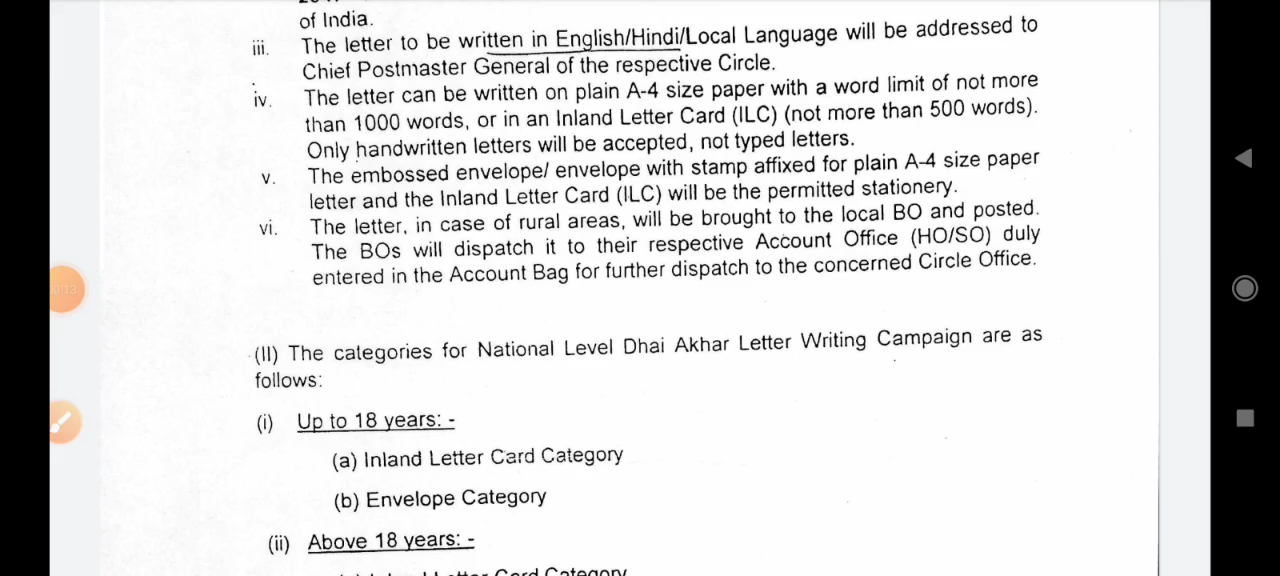 of India.
iii. The letter to be written in English/Hindi/Local Language will be addressed to
Chief Postmaster General of the respective Circle.
iv. The letter can be written on plain A-4 size paper with a word limit of not more
than 1000 words, or in an Inland Letter Card (ILC) (not more than 500 words).
Only handwritten letters will be accepted, not typed letters.
v. The embossed envelope/ envelope with stamp affixed for plain A-4 size paper
letter and the Inland Letter Card (ILC) will be the permitted stationery.
vi. The letter, in case of rural areas, will be brought to the local BO and posted.
The BOs will dispatch it to their respective Account Office (HO/SO) duly
entered in the Account Bag for further dispatch to the concerned Circle Office.
(II) The categories for National Level Dhai Akhar Letter Writing Campaign are as
follows:
(i) Up to 18 years: -
(a) Inland Letter Card Category
(b) Envelope Category
(ii) Above 18 years: -
Letter Card Category